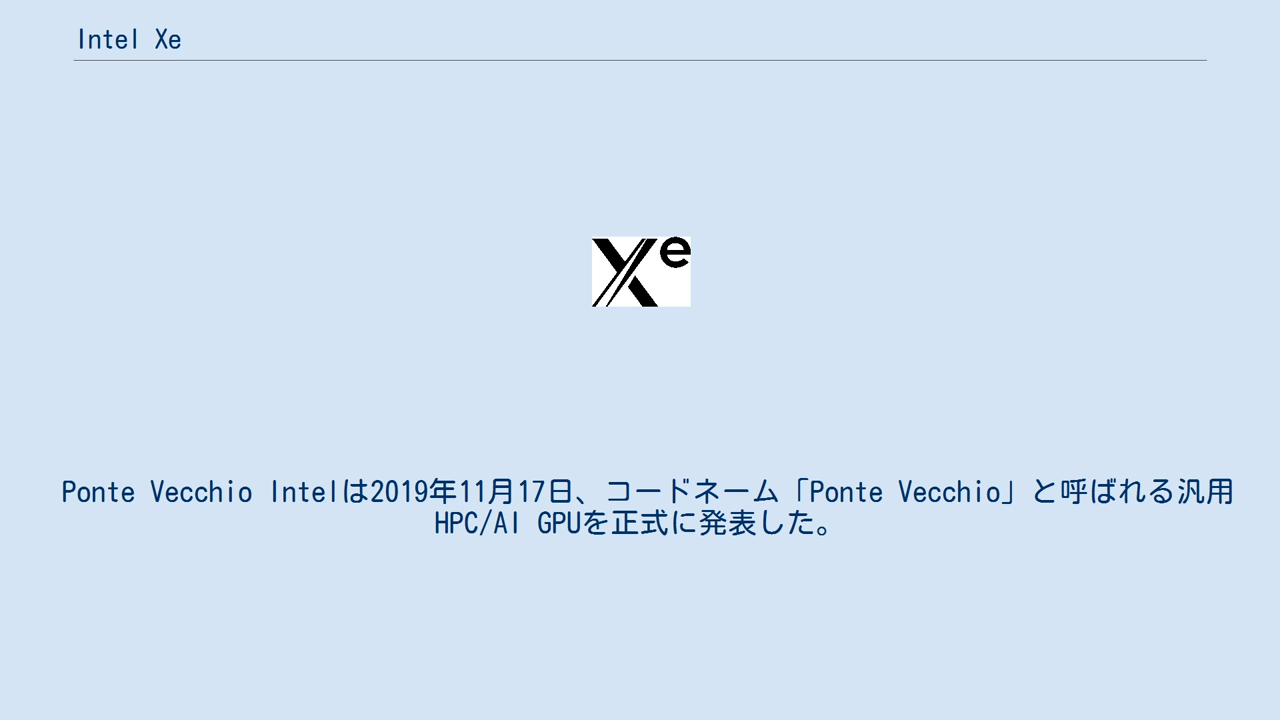 Intel Xe
Xe
Ponte Vecchio Intelは2019年11月17日、コードネーム「Ponte Vecchio」と呼ばれる汎用
HPC/AI GPUを正式に発表した。